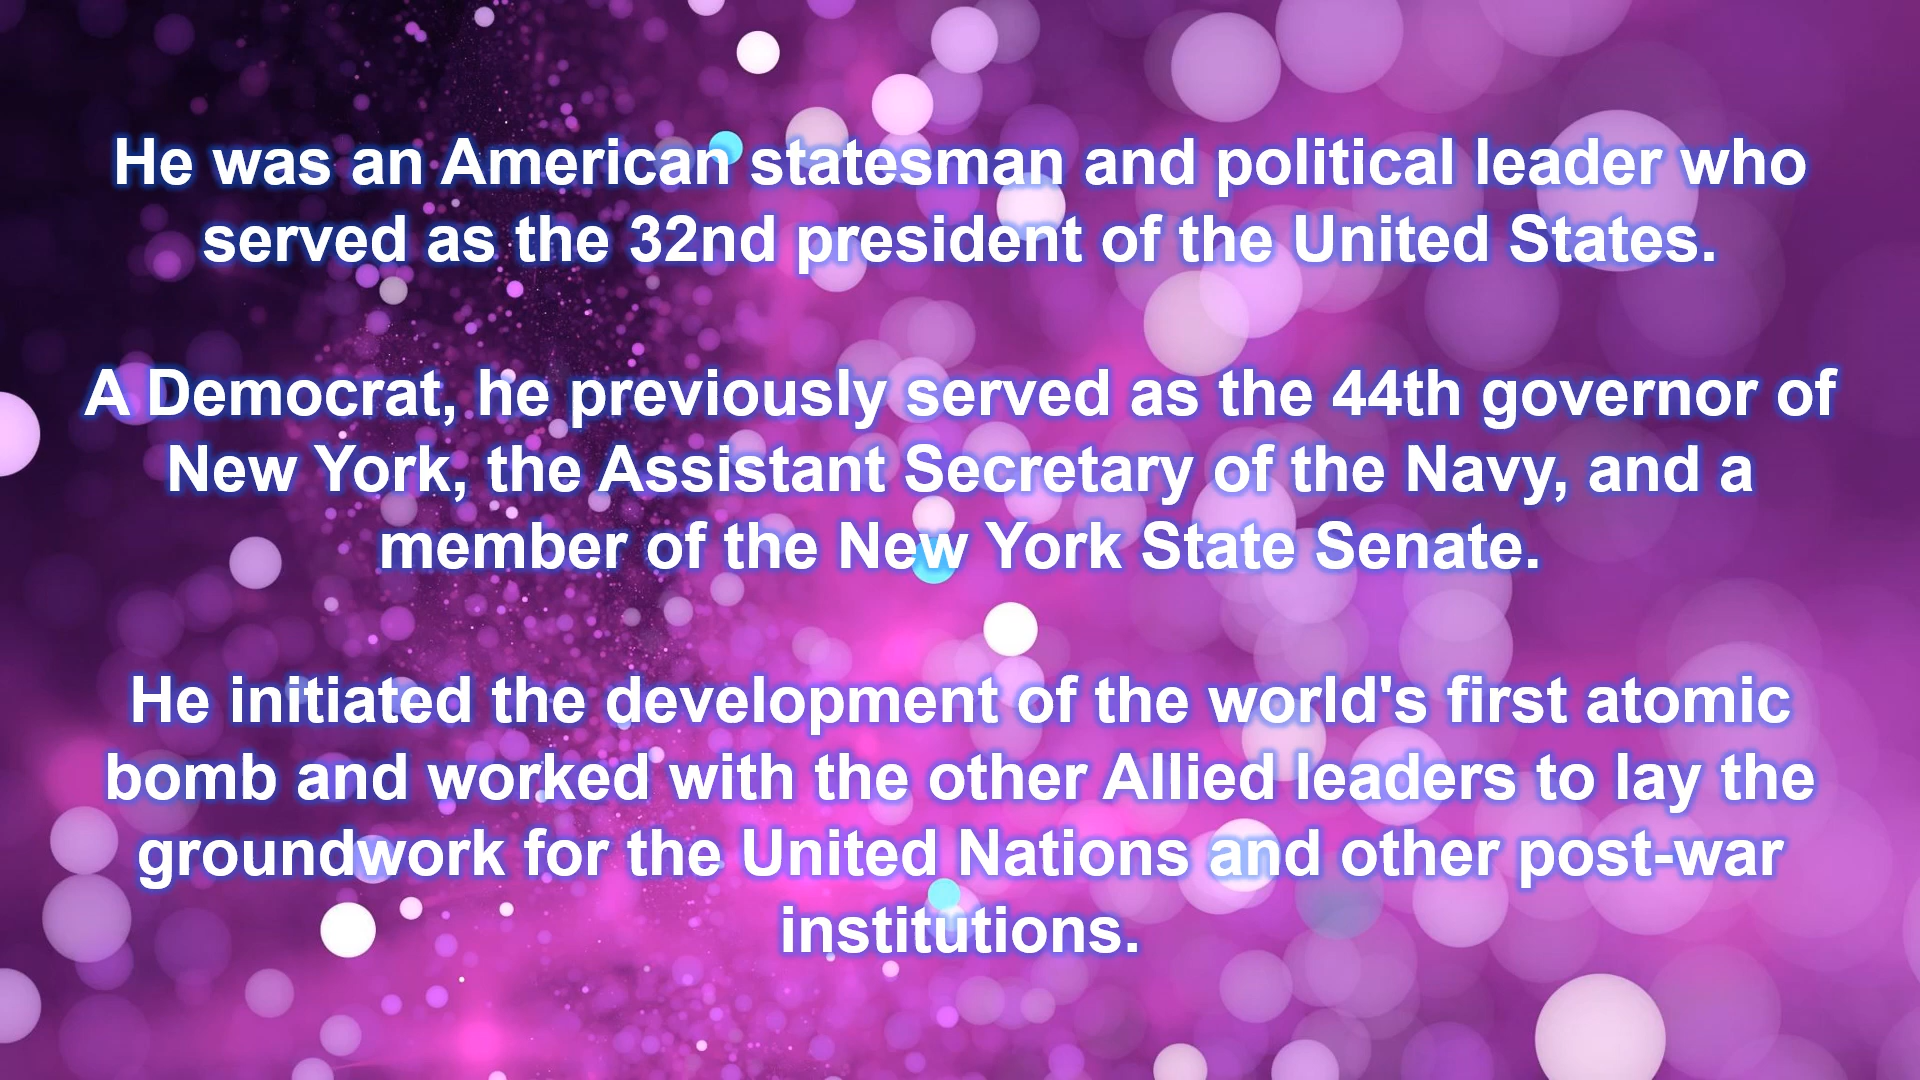 He was an American statesman and political leader who
served as the 32nd president of the United States.
A Democrat, he previously served as the 44th governor of
New York, the Assistant Secretary of the Navy, and a
member of the New York State Senate.
He initiated the development of the world's first atomic
bomb and worked with the other Allied leaders to lay the
groundwork for the United Nations and other post-war
institutions.